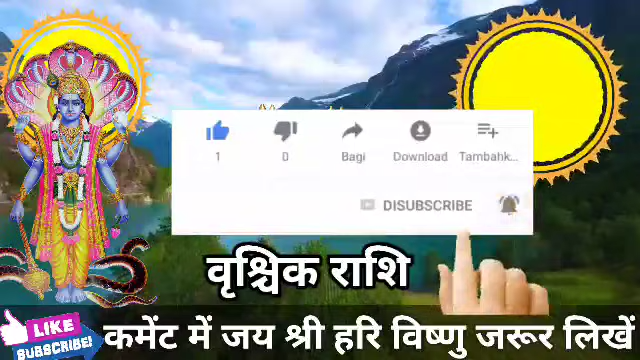 1 0 Bagi Download Tambahk...
DISUBSCRIBE
वृश्चिक राशि
LIKE
SUBSCRIBE!
कमेंट में जय श्री हरि विष्णु जरूर लिखें